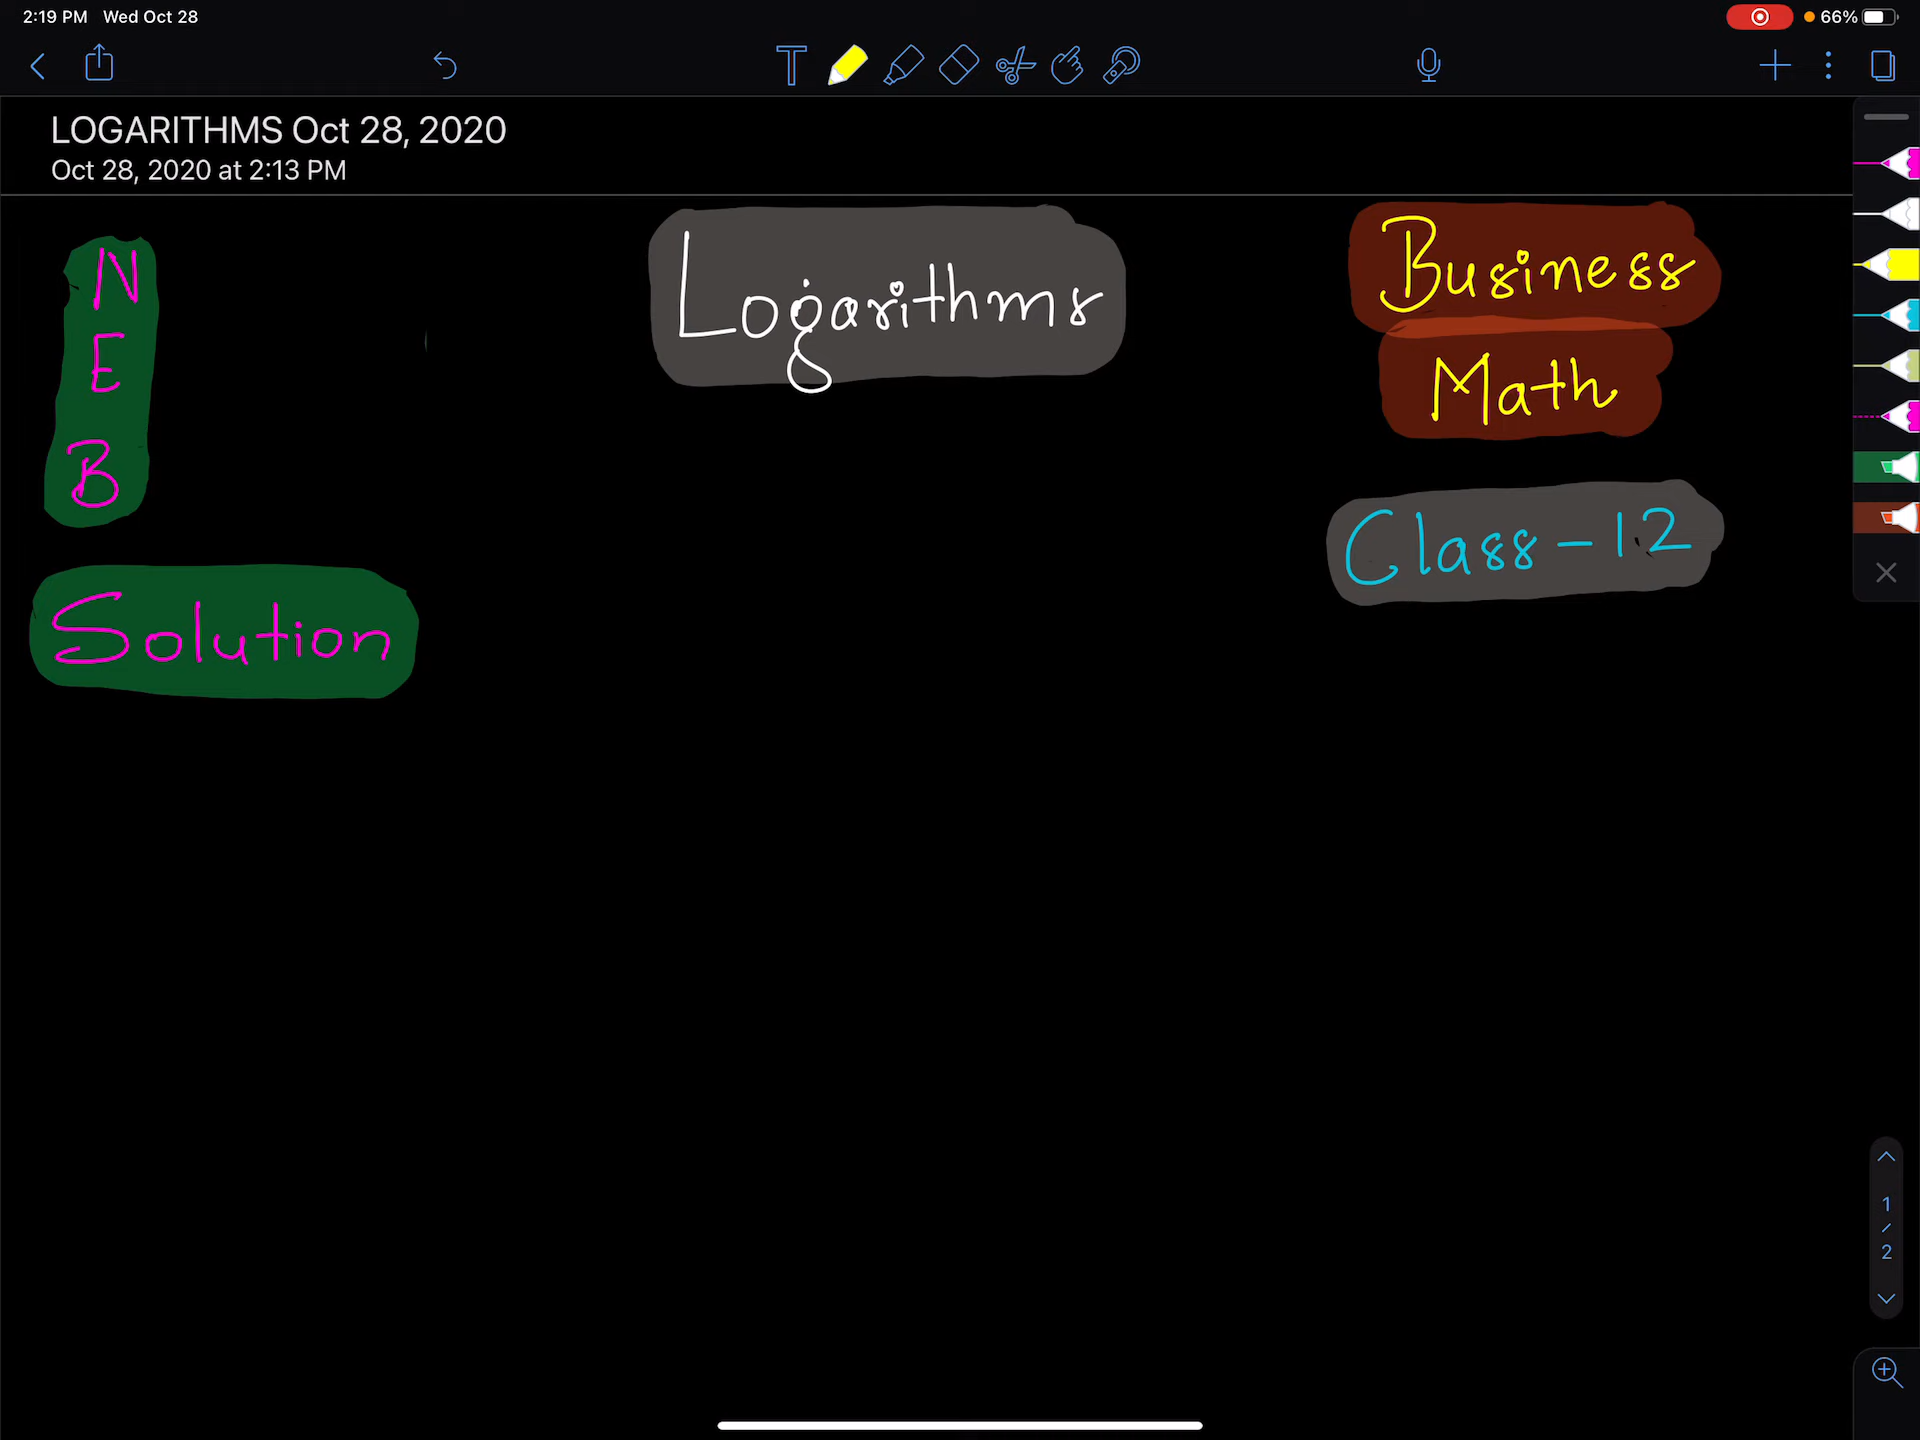 2:19 PM Wed Oct 28
66%
LOGARITHMS Oct 28, 2020
Oct 28, 2020 at 2:13 PM
N
E
B
Solution
Logarithms
Business
Math
Class-12
1
/
2